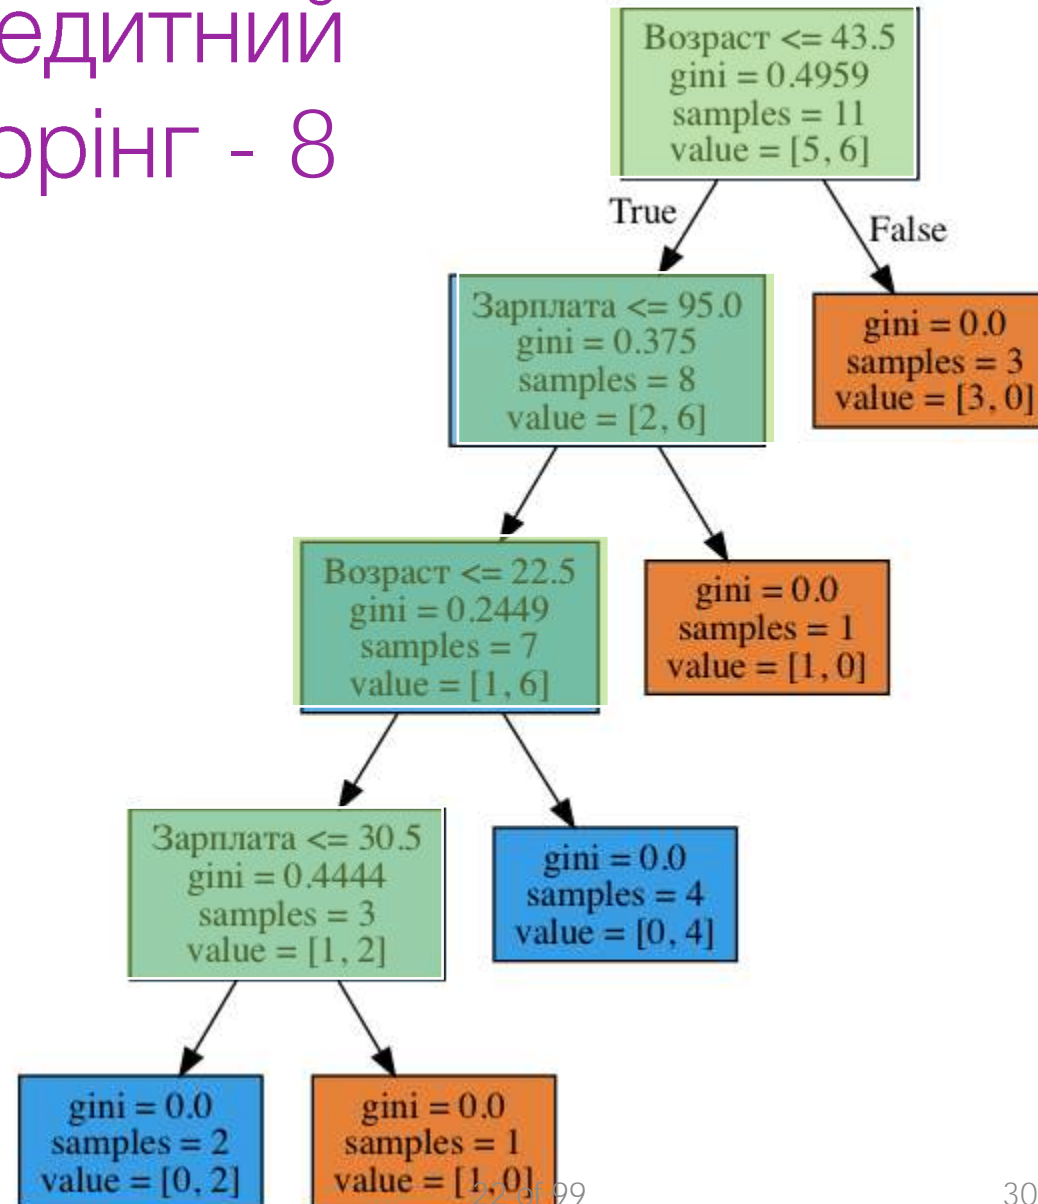 едитний
орінг - 8
Возраст <= 43.5
gini = 0.4959
samples = 11
value = [5, 6]
True
False
Зарплата <= 95.0
gini = 0.375
samples = 8
value = [2, 6]
gini = 0.0
samples = 3
value = [3, 0]
Возраст <= 22.5
gini = 0.2449
samples = 7
value = [1, 6]
gini = 0.0
samples = 1
value = [1, 0]
Зарплата <= 30.5
gini = 0.4444
samples = 3
value = [1, 2]
gini = 0.0
samples = 4
value = [0, 4]
gini = 0.0
samples = 2
value = [0, 2]
gini = 0.0
samples = 1
value = [1, 0]
22 of 99
30